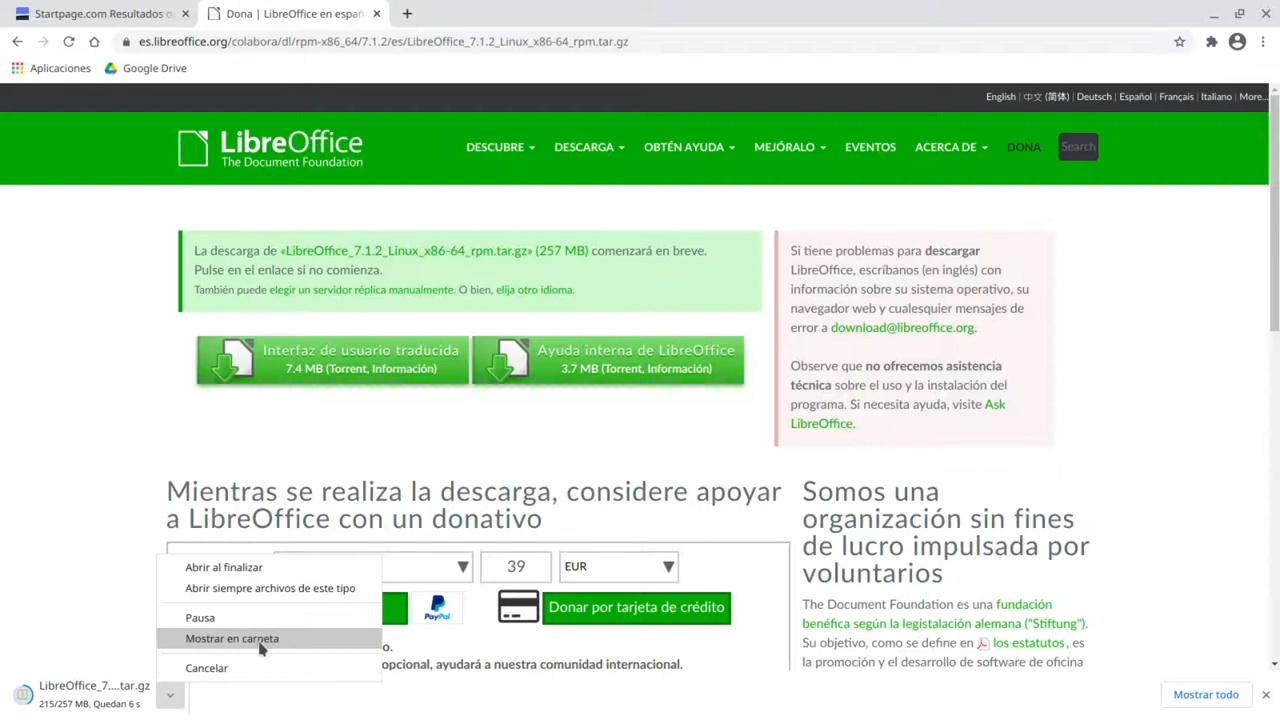 Startpage.com Resultados d
Dona | LibreOffice en españ
es.libreoffice.org/colabora/dl/rpm-x86_64/7.1.2/es/LibreOffice_7.1.2_Linux_x86-64_rpm.tar.gz
Aplicaciones
Google Drive
English | 中文 (简体) | Deutsch | Español | Français | Italiano | More...
LibreOffice
The Document Foundation
DESCUBRE
DESCARGA
OBTÉN AYUDA
MEJÓRALO
EVENTOS
ACERCA DE
DONA
Search
La descarga de «LibreOffice_7.1.2_Linux_x86-64_rpm.tar.gz» (257 MB) comenzará en breve.
Pulse en el enlace si no comienza.
También puede elegir un servidor réplica manualmente. O bien, elija otro idioma.
Interfaz de usuario traducida
7.4 MB (Torrent, Información)
Ayuda interna de LibreOffice
3.7 MB (Torrent, Información)
Si tiene problemas para descargar
LibreOffice, escríbanos (en inglés) con
información sobre su sistema operativo, su
navegador web y cualesquier mensajes de
error a download@libreoffice.org.
Observe que no ofrecemos asistencia
técnica sobre el uso y la instalación del
programa. Si necesita ayuda, visite Ask
LibreOffice.
Mientras se realiza la descarga, considere apoyar
a LibreOffice con un donativo
39
EUR
PayPal
Donar por tarjeta de crédito
o.
opcional, ayudará a nuestra comunidad internacional.
Somos una
organización sin fines
de lucro impulsada por
voluntarios
The Document Foundation es una fundación
benéfica según la legislación alemana ("Stiftung").
Su objetivo, como se define en los estatutos, es
la promoción y el desarrollo de software de oficina
Abrir al finalizar
Abrir siempre archivos de este tipo
Pausa
Mostrar en carpeta
Cancelar
LibreOffice_7....tar.gz
215/257 MB, Quedan 6 s
Mostrar todo